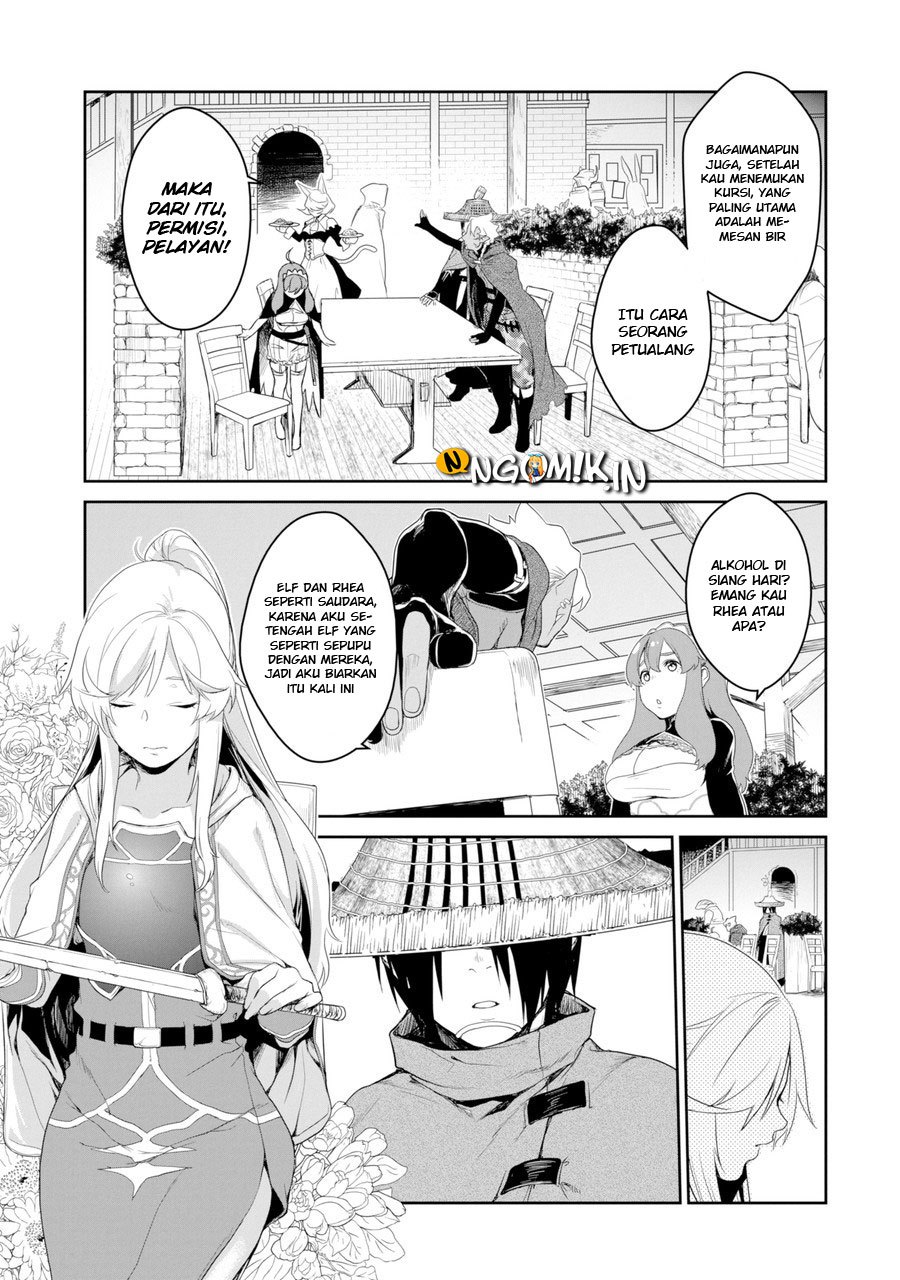 BAGAIMANAPUN
JUGA, SETELAH
KAU MENEMUKAN
KURSI, YANG
PALING UTAMA
ADALAH ME-
MESAN BIR
ITU CARA
SEORANG
PETUALANG
MAKA
DARI ITU,
PERMISI,
PELAYAN!
NGOM!K.IN
ALKOHOL DI
SIANG HARI?
EMANG KAU
RHEA ATAU
APA?
ELF DAN RHEA
SEPERTI SAUDARA,
KARENA AKU SE-
TENGAH ELF YANG
SEPERTI SEPUPU
DENGAN MEREKA,
JADI AKU BIARKAN
ITU KALI INI